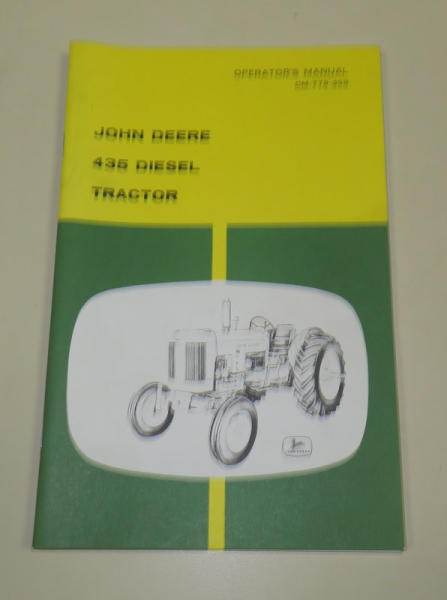 OPERATOR'S MANUAL
JOHN DEERE
435 DIESEL
TRACTOR